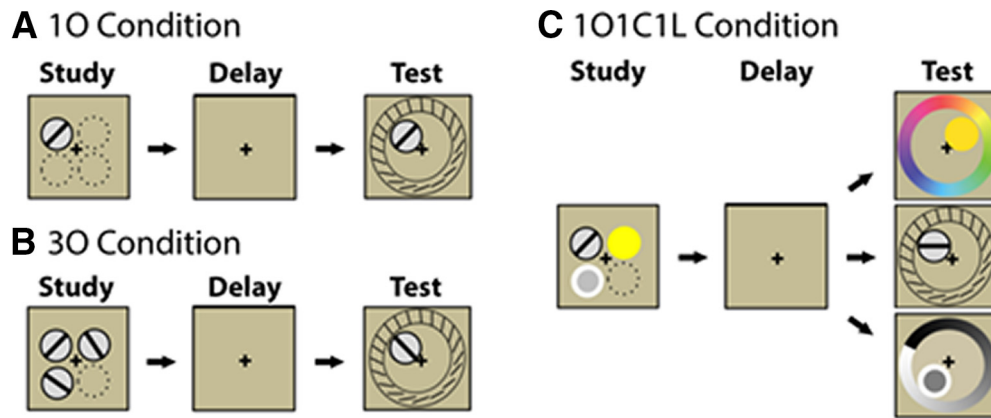 A 1O Condition
Study Delay Test
B 3O Condition
Study Delay Test
C 1O1C1L Condition
Study Delay Test